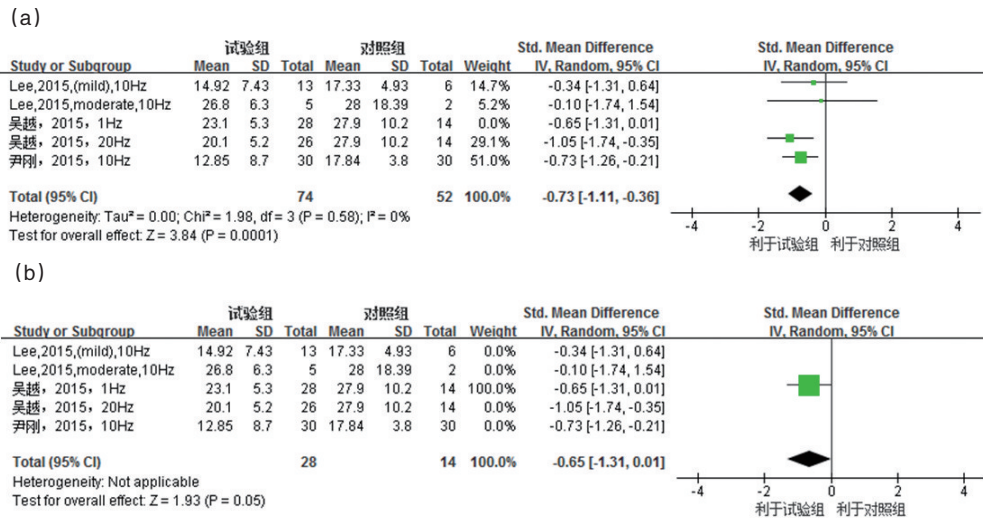 (a)
试验组 对照组 Std. Mean Difference Std. Mean Difference
Study or Subgroup Mean SD Total Mean SD Total Weight IV, Random, 95% CI IV, Random, 95% CI
Lee,2015,(mild),10Hz 14.92 7.43 13 17.33 4.93 6 14.7% -0.34 [-1.31, 0.64]
Lee,2015,moderate,10Hz 26.8 6.3 5 28 18.39 2 5.2% -0.10 [-1.74, 1.54]
吴越，2015，1Hz 23.1 5.3 28 27.9 10.2 14 0.0% -0.65 [-1.31, 0.01]
吴越，2015，20Hz 20.1 5.2 26 27.9 10.2 14 29.1% -1.05 [-1.74, -0.35]
尹刚，2015，10Hz 12.85 8.7 30 17.84 3.8 30 51.0% -0.73 [-1.26, -0.21]
Total (95% CI) 74 52 100.0% -0.73 [-1.11, -0.36]
Heterogeneity: Tau² = 0.00; Chi² = 1.98, df = 3 (P = 0.58); I² = 0%
Test for overall effect: Z = 3.84 (P = 0.0001)
-4 -2 0 2 4
利于试验组 利于对照组
(b)
试验组 对照组 Std. Mean Difference Std. Mean Difference
Study or Subgroup Mean SD Total Mean SD Total Weight IV, Random, 95% CI IV, Random, 95% CI
Lee,2015,(mild),10Hz 14.92 7.43 13 17.33 4.93 6 0.0% -0.34 [-1.31, 0.64]
Lee,2015,moderate,10Hz 26.8 6.3 5 28 18.39 2 0.0% -0.10 [-1.74, 1.54]
吴越，2015，1Hz 23.1 5.3 28 27.9 10.2 14 100.0% -0.65 [-1.31, 0.01]
吴越，2015，20Hz 20.1 5.2 26 27.9 10.2 14 0.0% -1.05 [-1.74, -0.35]
尹刚，2015，10Hz 12.85 8.7 30 17.84 3.8 30 0.0% -0.73 [-1.26, -0.21]
Total (95% CI) 28 14 100.0% -0.65 [-1.31, 0.01]
Heterogeneity: Not applicable
Test for overall effect: Z = 1.93 (P = 0.05)
-4 -2 0 2 4
利于试验组 利于对照组